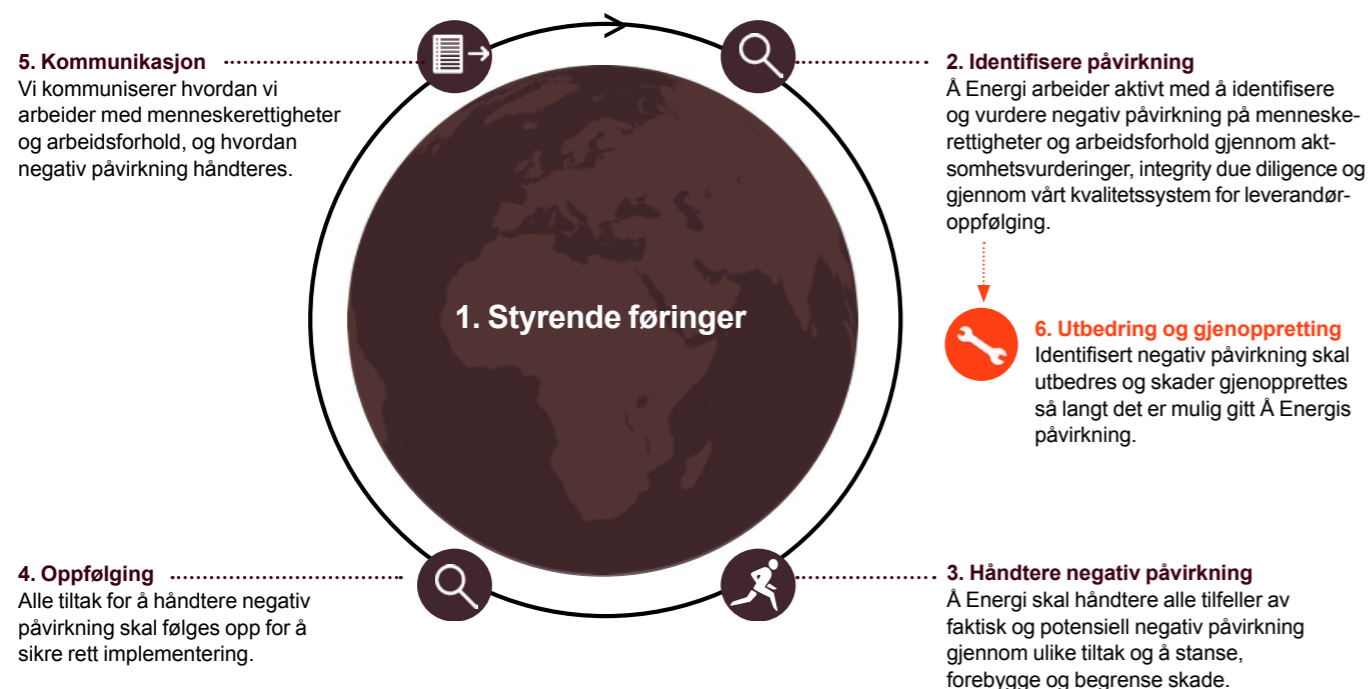 1. Styrende føringer
2. Identifisere påvirkning
Å Energi arbeider aktivt med å identifisere
og vurdere negativ påvirkning på menneske-
rettigheter og arbeidsforhold gjennom akt-
somhetsvurderinger, integrity due diligence og
gjennom vårt kvalitetssystem for leverandør-
oppfølging.
6. Utbedring og gjenoppretting
Identifisert negativ påvirkning skal
utbedres og skader gjenopprettes
så langt det er mulig gitt Å Energis
påvirkning.
3. Håndtere negativ påvirkning
Å Energi skal håndtere alle tilfeller av
faktisk og potensiell negativ påvirkning
gjennom ulike tiltak og å stanse,
forebygge og begrense skade.
4. Oppfølging
Alle tiltak for å håndtere negativ
påvirkning skal følges opp for å
sikre rett implementering.
5. Kommunikasjon
Vi kommuniserer hvordan vi
arbeider med menneskerettigheter
og arbeidsforhold, og hvordan
negativ påvirkning håndteres.